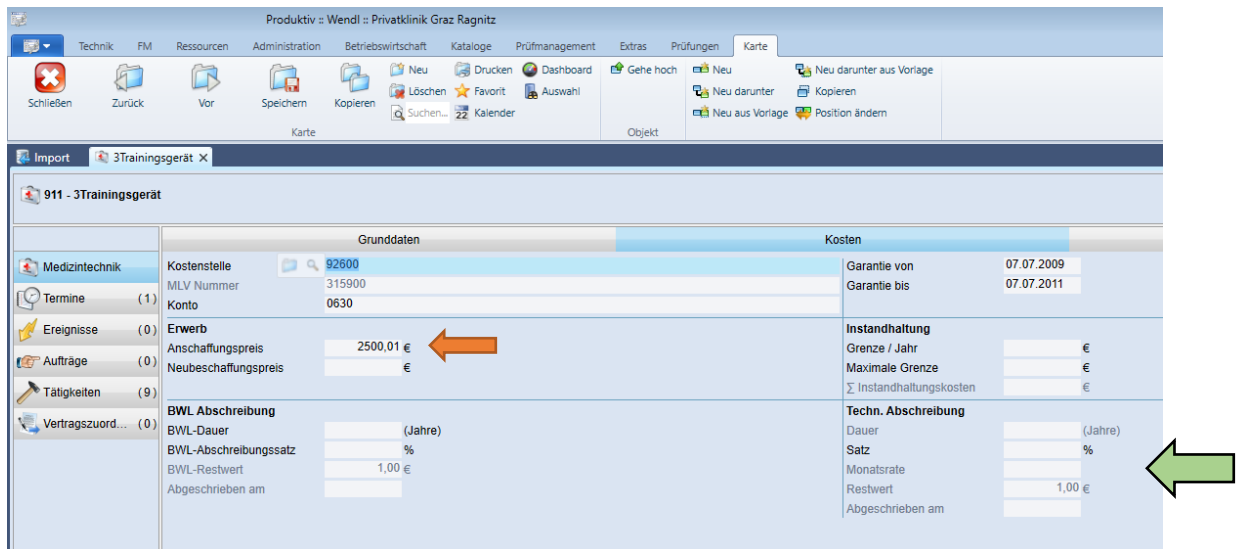 Produktiv :: Wendl :: Privatklinik Graz Ragnitz
Technik FM Ressourcen Administration Betriebswirtschaft Kataloge Prüfmanagement Extras Prüfungen Karte
Schließen Zurück Vor Speichern Kopieren
Neu Drucken Dashboard
Löschen Favorit Auswahl
Suchen... 22 Kalender
Karte
Gehe hoch
Objekt
Neu Neu darunter aus Vorlage
Neu darunter Kopieren
Neu aus Vorlage Position ändern
Import 3Trainingsgerät X
911 - 3Trainingsgerät
Grunddaten Kosten
Medizintechnik
Termine (1)
Ereignisse (0)
Aufträge (0)
Tätigkeiten (9)
Vertragszuord... (0)
Kostenstelle 92600
MLV Nummer 315900
Konto 0630
Garantie von 07.07.2009
Garantie bis 07.07.2011
Erwerb
Anschaffungspreis 2500,01 €
Neubeschaffungspreis €
Instandhaltung
Grenze / Jahr €
Maximale Grenze €
∑ Instandhaltungskosten €
BWL Abschreibung
BWL-Dauer (Jahre)
BWL-Abschreibungssatz %
BWL-Restwert 1,00 €
Abgeschrieben am
Techn. Abschreibung
Dauer (Jahre)
Satz %
Monatsrate
Restwert 1,00 €
Abgeschrieben am